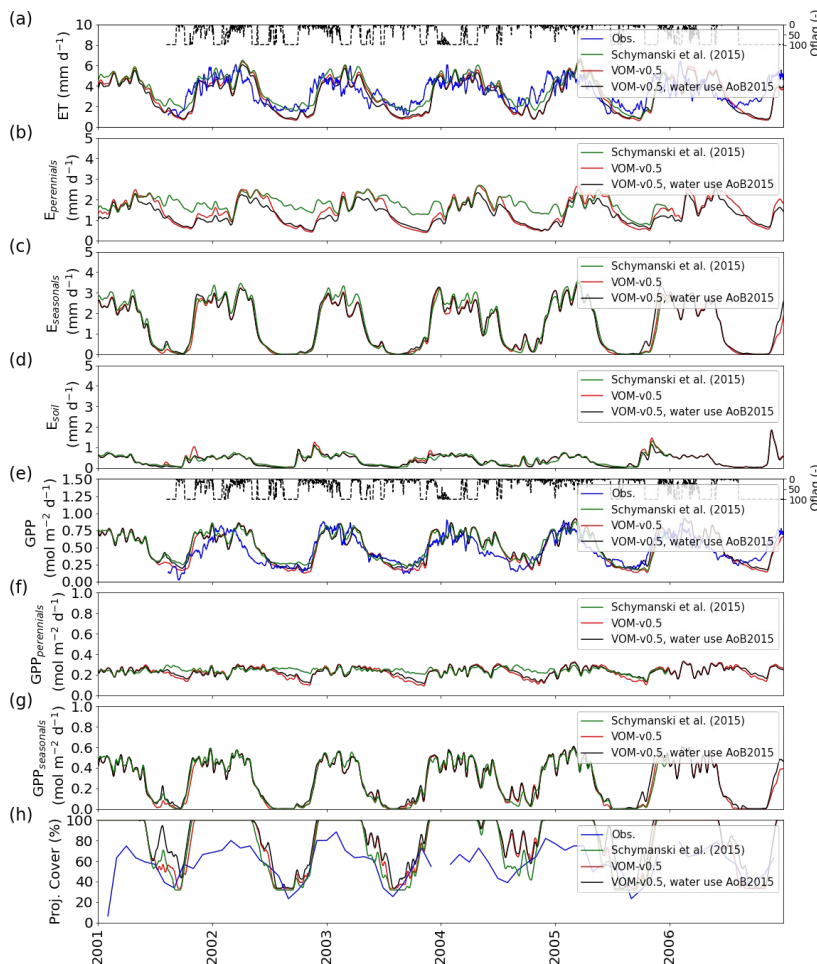 (a)
10
8
6
4
2
0
ET (mm d⁻¹)
0
50
100
Qflag (-)
Obs.
Schymanski et al. (2015)
VOM-v0.5
VOM-v0.5, water use AoB2015
(b)
5
4
3
2
1
0
E_perennials
(mm d⁻¹)
Schymanski et al. (2015)
VOM-v0.5
VOM-v0.5, water use AoB2015
(c)
5
4
3
2
1
0
E_seasonals
(mm d⁻¹)
Schymanski et al. (2015)
VOM-v0.5
VOM-v0.5, water use AoB2015
(d)
5
4
3
2
1
0
E_soil
(mm d⁻¹)
Schymanski et al. (2015)
VOM-v0.5
VOM-v0.5, water use AoB2015
(e)
1.50
1.25
1.00
0.75
0.50
0.25
0.00
GPP
(mol m⁻² d⁻¹)
0
50
100
Qflag (-)
Obs.
Schymanski et al. (2015)
VOM-v0.5
VOM-v0.5, water use AoB2015
(f)
1.0
0.8
0.6
0.4
0.2
0.0
GPP_perennials
(mol m⁻² d⁻¹)
Schymanski et al. (2015)
VOM-v0.5
VOM-v0.5, water use AoB2015
(g)
1.0
0.8
0.6
0.4
0.2
0.0
GPP_seasonals
(mol m⁻² d⁻¹)
Schymanski et al. (2015)
VOM-v0.5
VOM-v0.5, water use AoB2015
(h)
100
80
60
40
20
0
Proj. Cover (%)
Obs.
Schymanski et al. (2015)
VOM-v0.5
VOM-v0.5, water use AoB2015
2001
2002
2003
2004
2005
2006